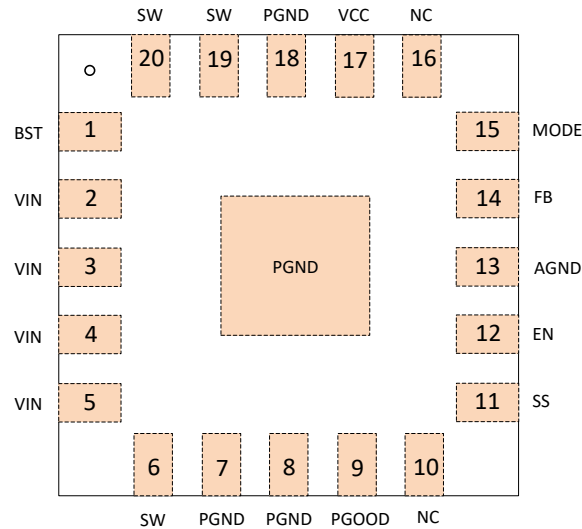 SW SW PGND VCC NC
20 19 18 17 16
BST 1 15 MODE
VIN 2 14 FB
VIN 3 PGND 13 AGND
VIN 4 12 EN
VIN 5 11 SS
6 7 8 9 10
SW PGND PGND PGOOD NC